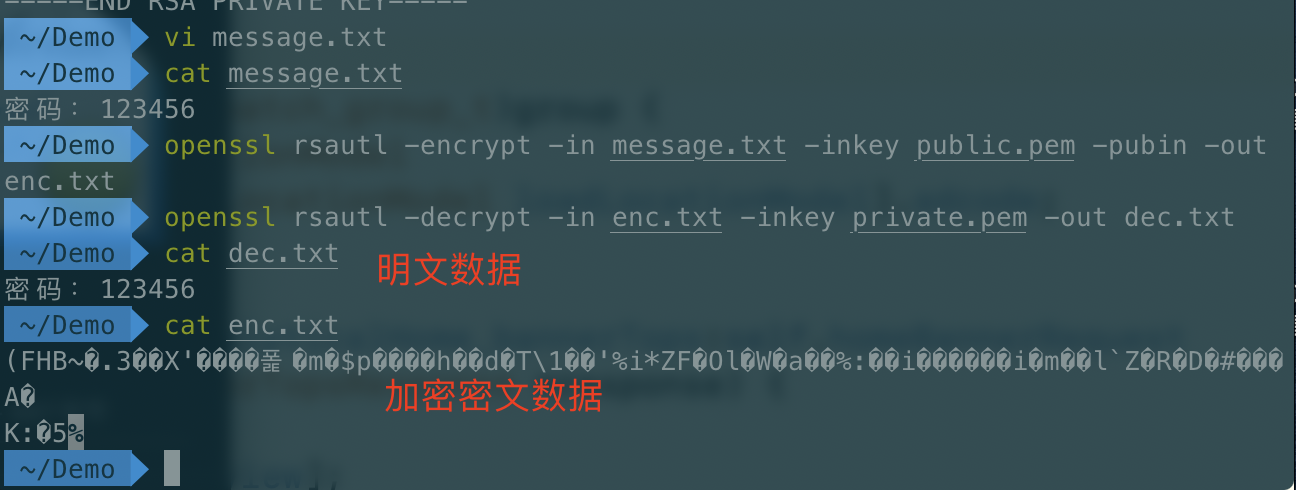 -----END RSA PRIVATE KEY-----
~/Demo vi message.txt
~/Demo cat message.txt
密码：123456
~/Demo openssl rsautl -encrypt -in message.txt -inkey public.pem -pubin -out
enc.txt
~/Demo openssl rsautl -decrypt -in enc.txt -inkey private.pem -out dec.txt
~/Demo cat dec.txt
明文数据
密码：123456
~/Demo cat enc.txt
(FHB~�.3��X'����퓵 �m�$p����h��d�T\1��'%i*ZF�Ol�W�a��%:��i������i�m��l`Z�R�D�#���
加密密文数据
A�
K:�5%
~/Demo